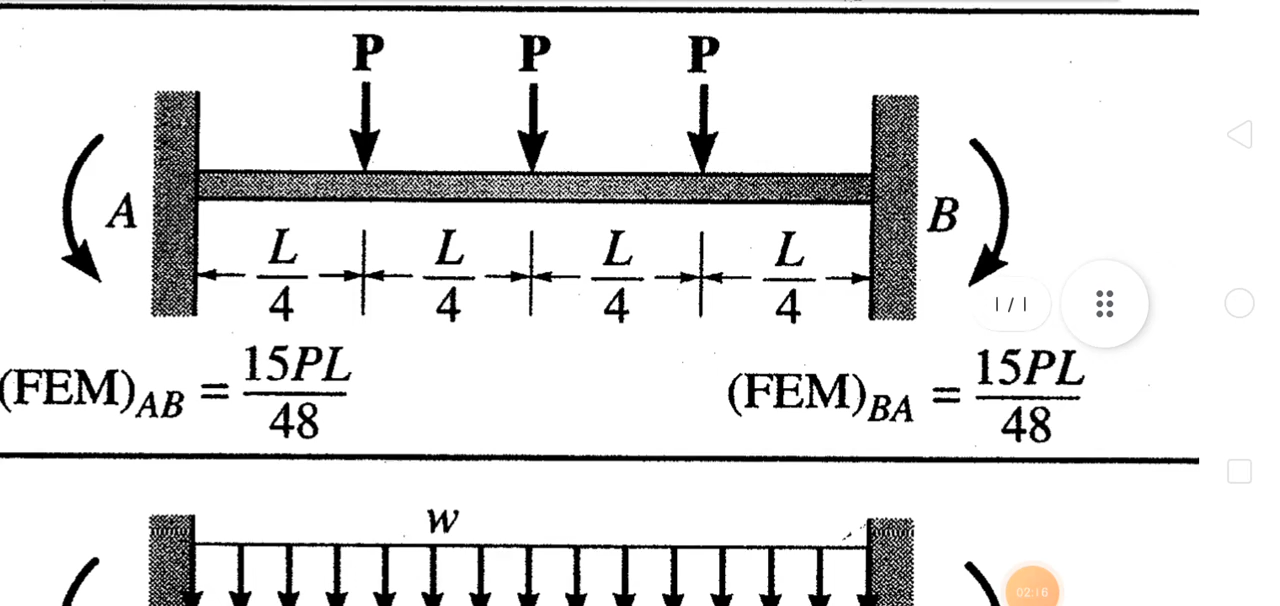 P P P
A B
L/4 L/4 L/4 L/4
1 / 1
(FEM)AB = 15PL/48 (FEM)BA = 15PL/48
w
02:16